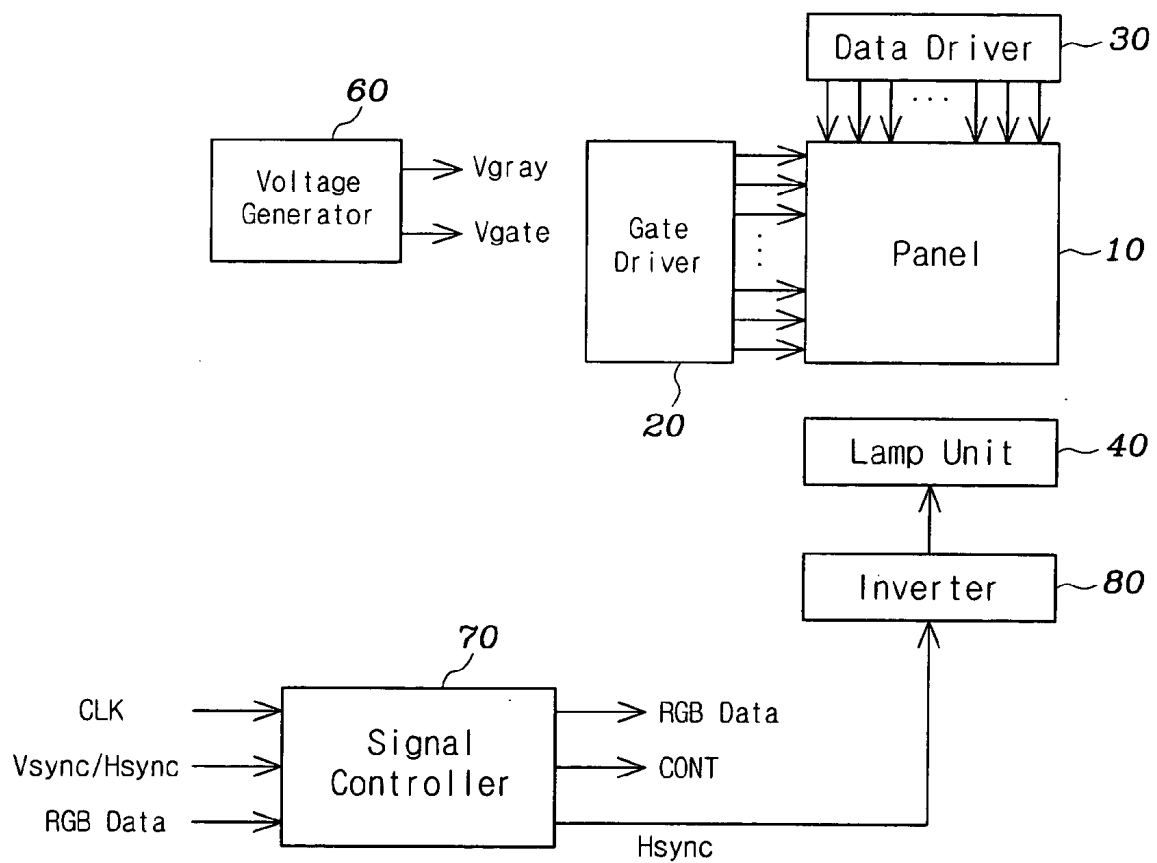 Data Driver
30
60
Voltage
Generator
Vgray
Vgate
Gate
Driver
Panel
10
20
Lamp Unit
40
Inverter
80
70
CLK
Vsync/Hsync
RGB Data
Signal
Controller
RGB Data
CONT
Hsync